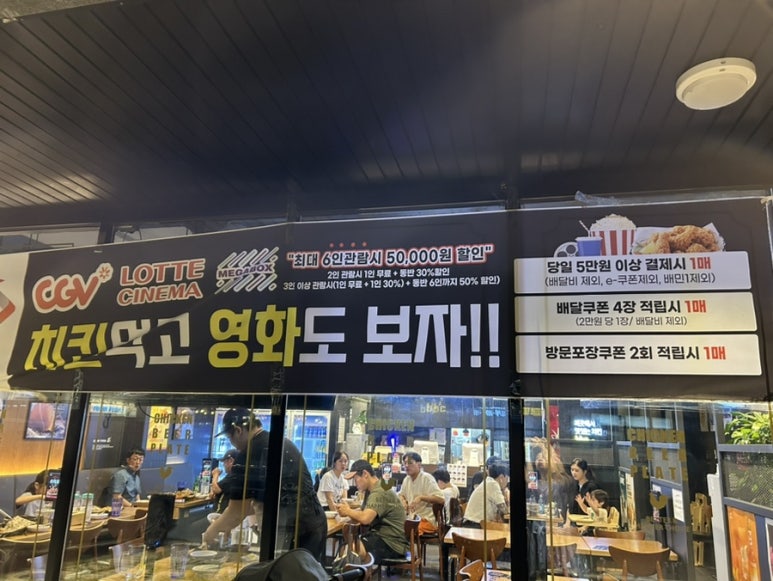 CGV
LOTTE
CINEMA
MEGABOX
"최대 6인관람시 50,000원 할인"
2인 관람시 1인 무료 + 동반 30%할인
3인 이상 관람시(1인 무료 + 1인 30%) + 동반 6인까지 50% 할인)
치킨먹고 영화도 보자!!
당일 5만원 이상 결제시 1매
(배달비 제외, e-쿠폰제외, 배민1제외)
배달쿠폰 4장 적립시 1매
(2만원 당 1장/ 배달비 제외)
방문포장쿠폰 2회 적립시 1매
CHICKEN
BEER
PLATE